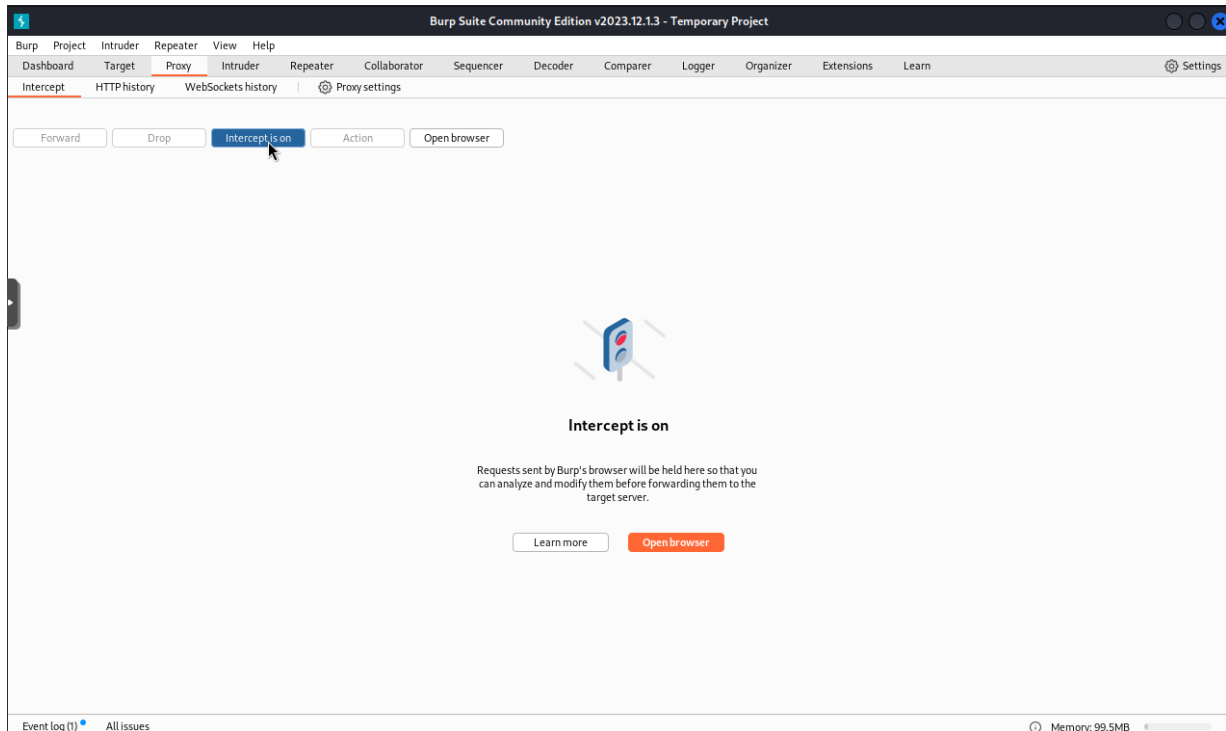 Burp Suite Community Edition v2023.12.1.3 - Temporary Project
Burp Project Intruder Repeater View Help
Dashboard Target Proxy Intruder Repeater Collaborator Sequencer Decoder Comparer Logger Organizer Extensions Learn Settings
Intercept HTTP history WebSockets history Proxy settings
Forward Drop Intercept is on Action Open browser
Intercept is on
Requests sent by Burp's browser will be held here so that you
can analyze and modify them before forwarding them to the
target server.
Learn more Open browser
Event log (1) All issues Memory: 99.5MB